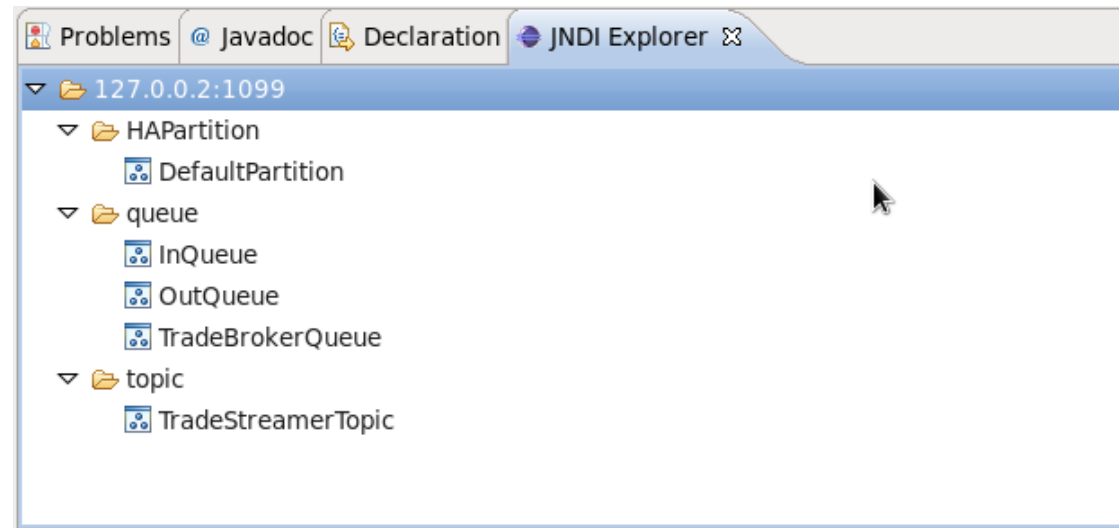 Problems @ Javadoc Declaration JNDI Explorer
127.0.0.2:1099
HAPartition
DefaultPartition
queue
InQueue
OutQueue
TradeBrokerQueue
topic
TradeStreamerTopic